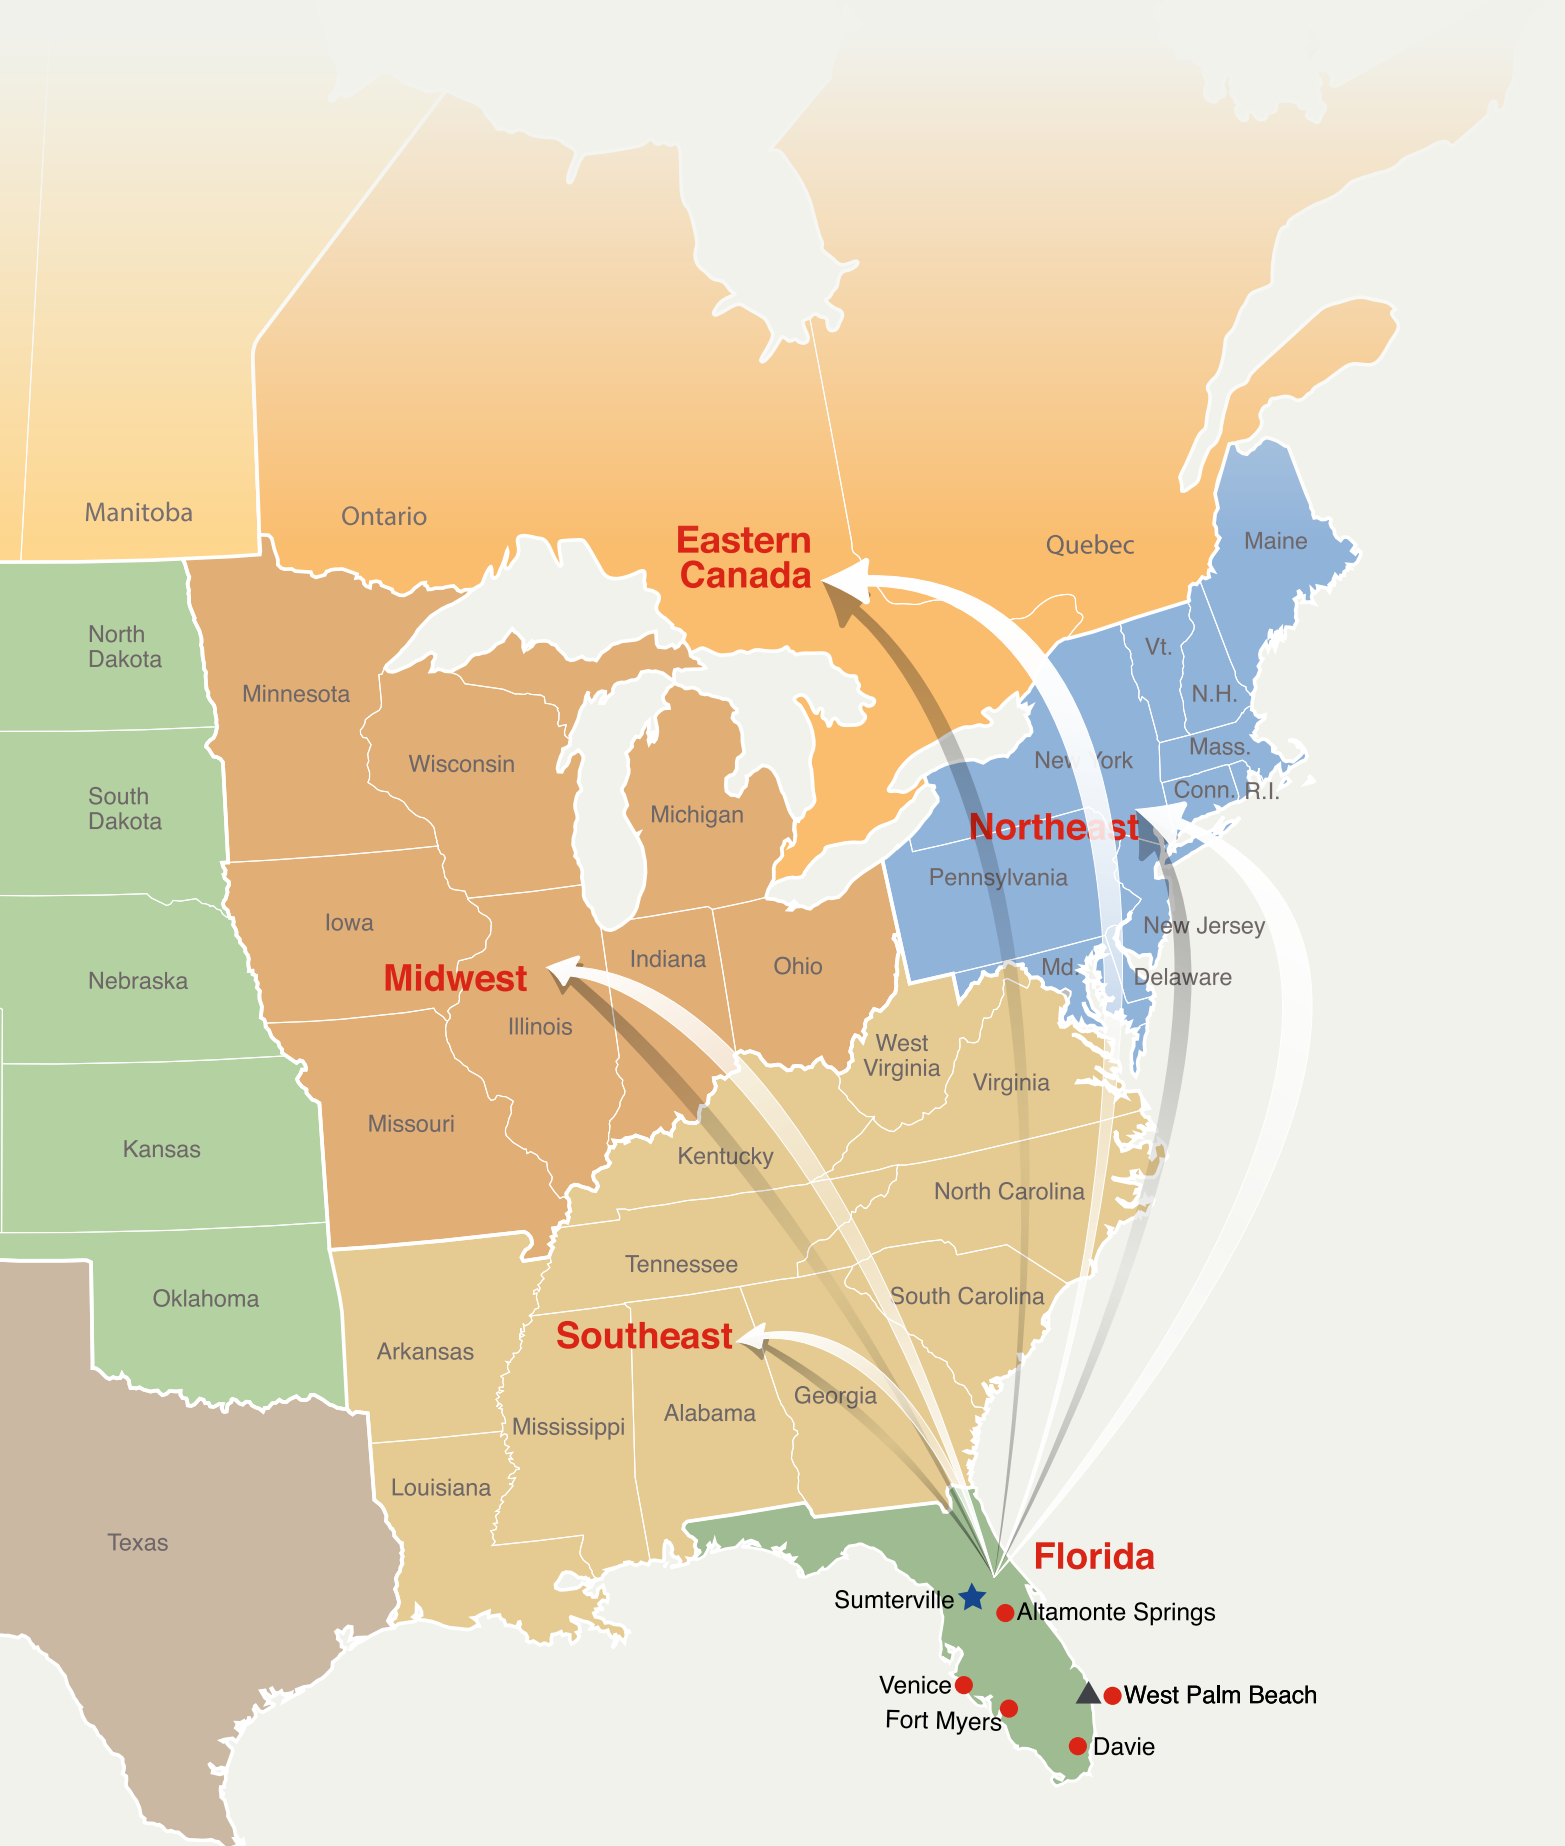 Manitoba
Ontario
Eastern
Canada
Quebec
Maine
North
Dakota
Minnesota
Vt.
N.H.
Wisconsin
New York
Mass.
South
Dakota
Michigan
Conn.
R.I.
Northeast
Pennsylvania
Iowa
New Jersey
Nebraska
Midwest
Indiana
Ohio
Md.
Delaware
Illinois
West
Virginia
Virginia
Missouri
Kansas
Kentucky
North Carolina
Tennessee
Oklahoma
South Carolina
Southeast
Arkansas
Georgia
Alabama
Mississippi
Louisiana
Texas
Florida
Sumterville
Altamonte Springs
Venice
West Palm Beach
Fort Myers
Davie